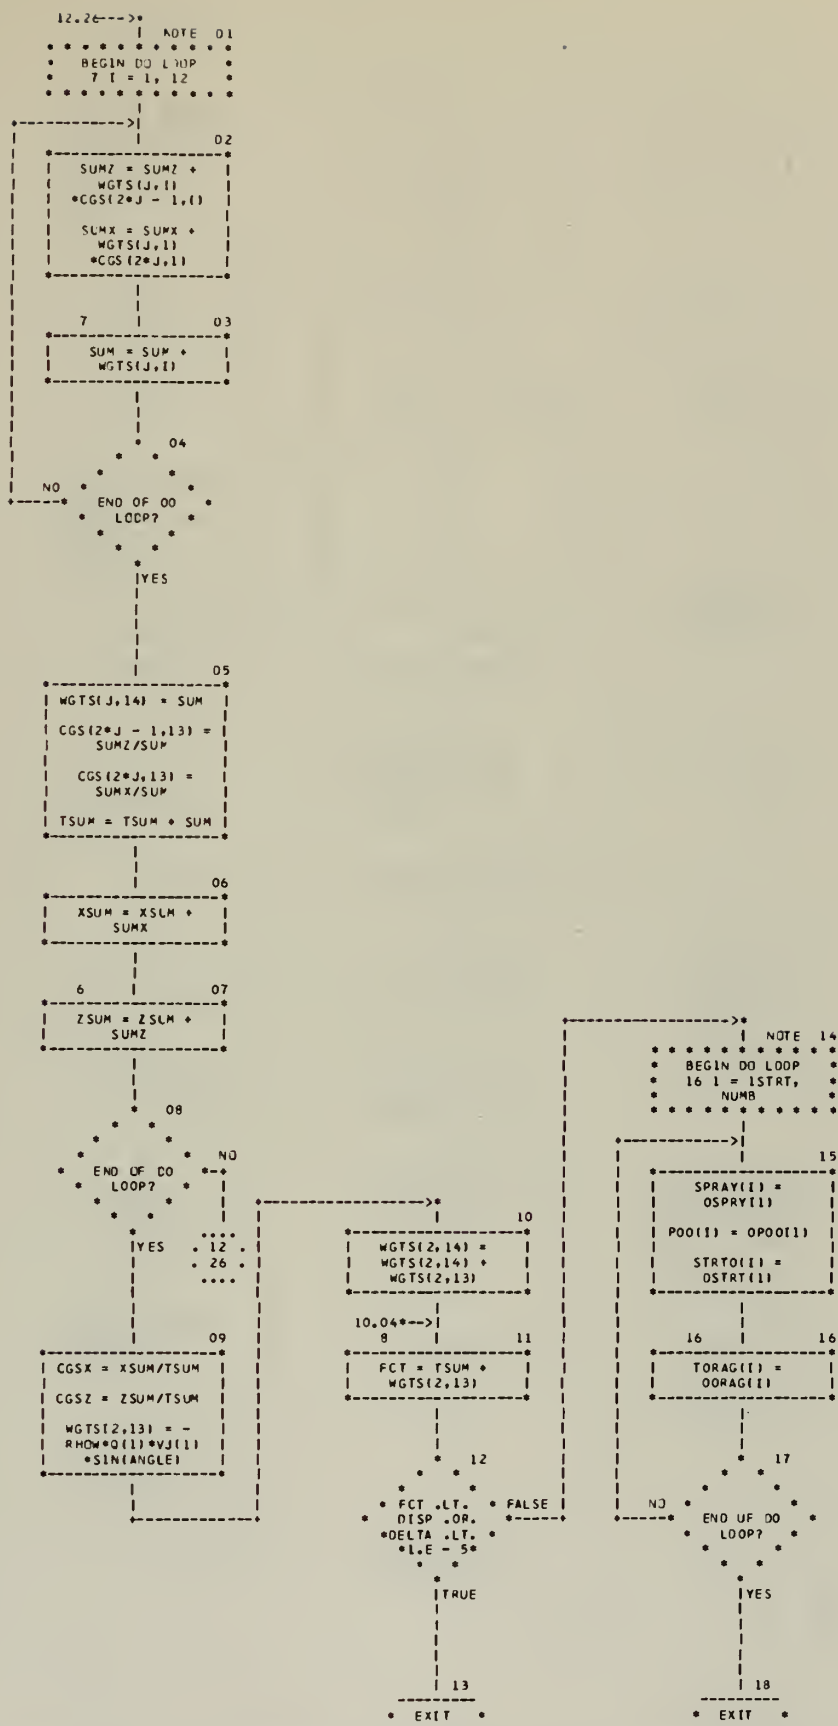 12.26--->*
NOTE 01
BEGIN DO LOOP
7 I = 1, 12
02
SUMZ = SUMZ +
WGTS(J,I)
*CGS(2*J - 1,I)
SUMX = SUMX +
WGTS(J,I)
*CGS(2*J,I)
7 03
SUM = SUM +
WGTS(J,I)
04
NO
END OF DO
LOOP?
YES
05
WGTS(J,14) = SUM
CGS(2*J - 1,13) =
SUMZ/SUM
CGS(2*J,13) =
SUMX/SUM
TSUM = TSUM + SUM
06
XSUM = XSUM +
SUMX
6 07
ZSUM = ZSUM +
SUMZ
08
NO
END OF DO
LOOP?
YES
12
26
09
CGSX = XSUM/TSUM
CGSZ = ZSUM/TSUM
WGTS(2,13) = -
RHOW*Q(1)*VJ(1)
*SIN(ANGLE)
10
WGTS(2,14) =
WGTS(2,14) +
WGTS(2,13)
10.04*-->
8 11
FCT = TSUM +
WGTS(2,13)
12
FCT .LT.
DISP .OR.
DELTA .LT.
1.E - 5
FALSE
TRUE
13
EXIT
NOTE 14
BEGIN DO LOOP
16 I = ISTRT,
NUMB
15
SPRAY(I) =
OSPRY(I)
POO(I) = OPOO(I)
STRTO(I) =
OSTRT(I)
16 16
TORAG(I) =
OORAG(I)
17
NO
END OF DO
LOOP?
YES
18
EXIT